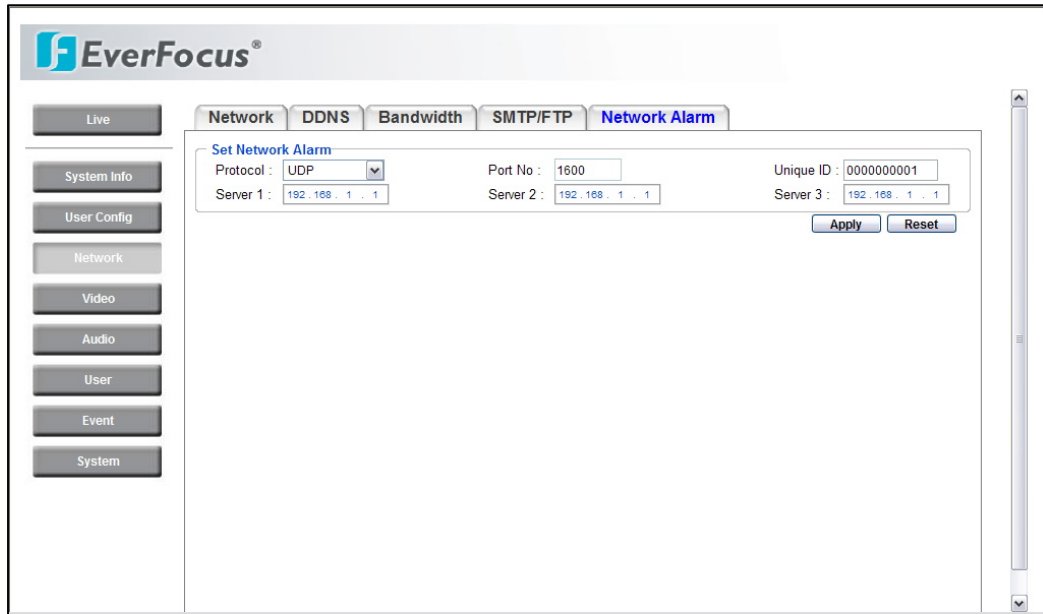 EverFocus®
Live
System Info
User Config
Network
Video
Audio
User
Event
System
Network DDNS Bandwidth SMTP/FTP Network Alarm
Set Network Alarm
Protocol : UDP Port No : 1600 Unique ID : 0000000001
Server 1 : 192 . 168 . 1 . 1 Server 2 : 192 . 168 . 1 . 1 Server 3 : 192 . 168 . 1 . 1
Apply Reset